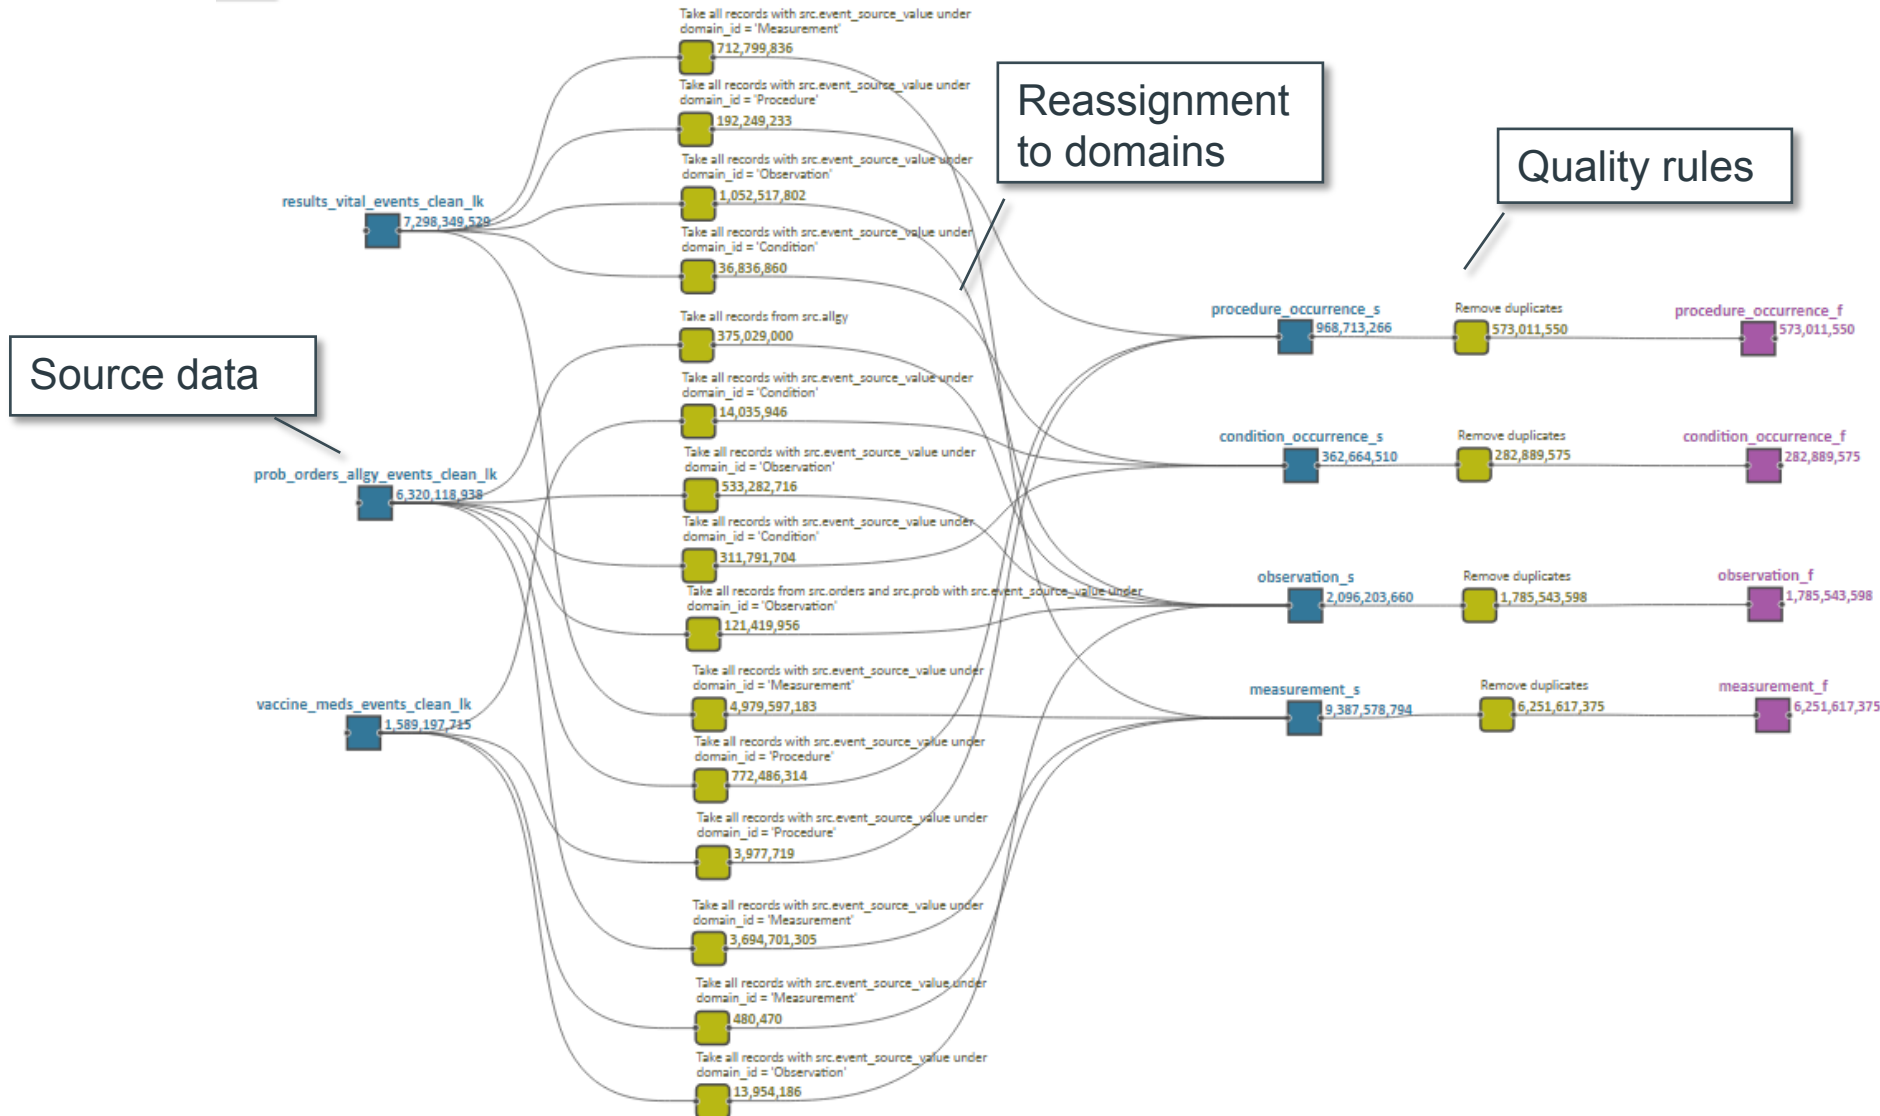 Take all records with src.event_source_value under
domain_id = 'Measurement'
712,799,836
Take all records with src.event_source_value under
domain_id = 'Procedure'
192,249,233
Take all records with src.event_source_value under
domain_id = 'Observation'
1,052,517,802
Take all records with src.event_source_value under
domain_id = 'Condition'
36,836,860
Take all records from src.allgy
375,029,000
Take all records with src.event_source_value under
domain_id = 'Condition'
14,035,946
Take all records with src.event_source_value under
domain_id = 'Observation'
533,282,716
Take all records with src.event_source_value under
domain_id = 'Condition'
311,791,704
Take all records from src.orders and src.prob with src.event_source_value under
domain_id = 'Observation'
121,419,956
Take all records with src.event_source_value under
domain_id = 'Measurement'
4,979,597,183
Take all records with src.event_source_value under
domain_id = 'Procedure'
772,486,314
Take all records with src.event_source_value under
domain_id = 'Procedure'
3,977,719
Take all records with src.event_source_value under
domain_id = 'Measurement'
3,694,701,305
Take all records with src.event_source_value under
domain_id = 'Measurement'
480,470
Take all records with src.event_source_value under
domain_id = 'Observation'
13,954,186
results_vital_events_clean_lk
7,298,349,529
Source data
prob_orders_allgy_events_clean_lk
6,320,118,938
vaccine_meds_events_clean_lk
1,589,197,715
Reassignment
to domains
Quality rules
procedure_occurrence_s
968,713,266
Remove duplicates
573,011,550
procedure_occurrence_f
573,011,550
condition_occurrence_s
362,664,510
Remove duplicates
282,889,575
condition_occurrence_f
282,889,575
observation_s
2,096,203,660
Remove duplicates
1,785,543,598
observation_f
1,785,543,598
measurement_s
9,387,578,794
Remove duplicates
6,251,617,375
measurement_f
6,251,617,375